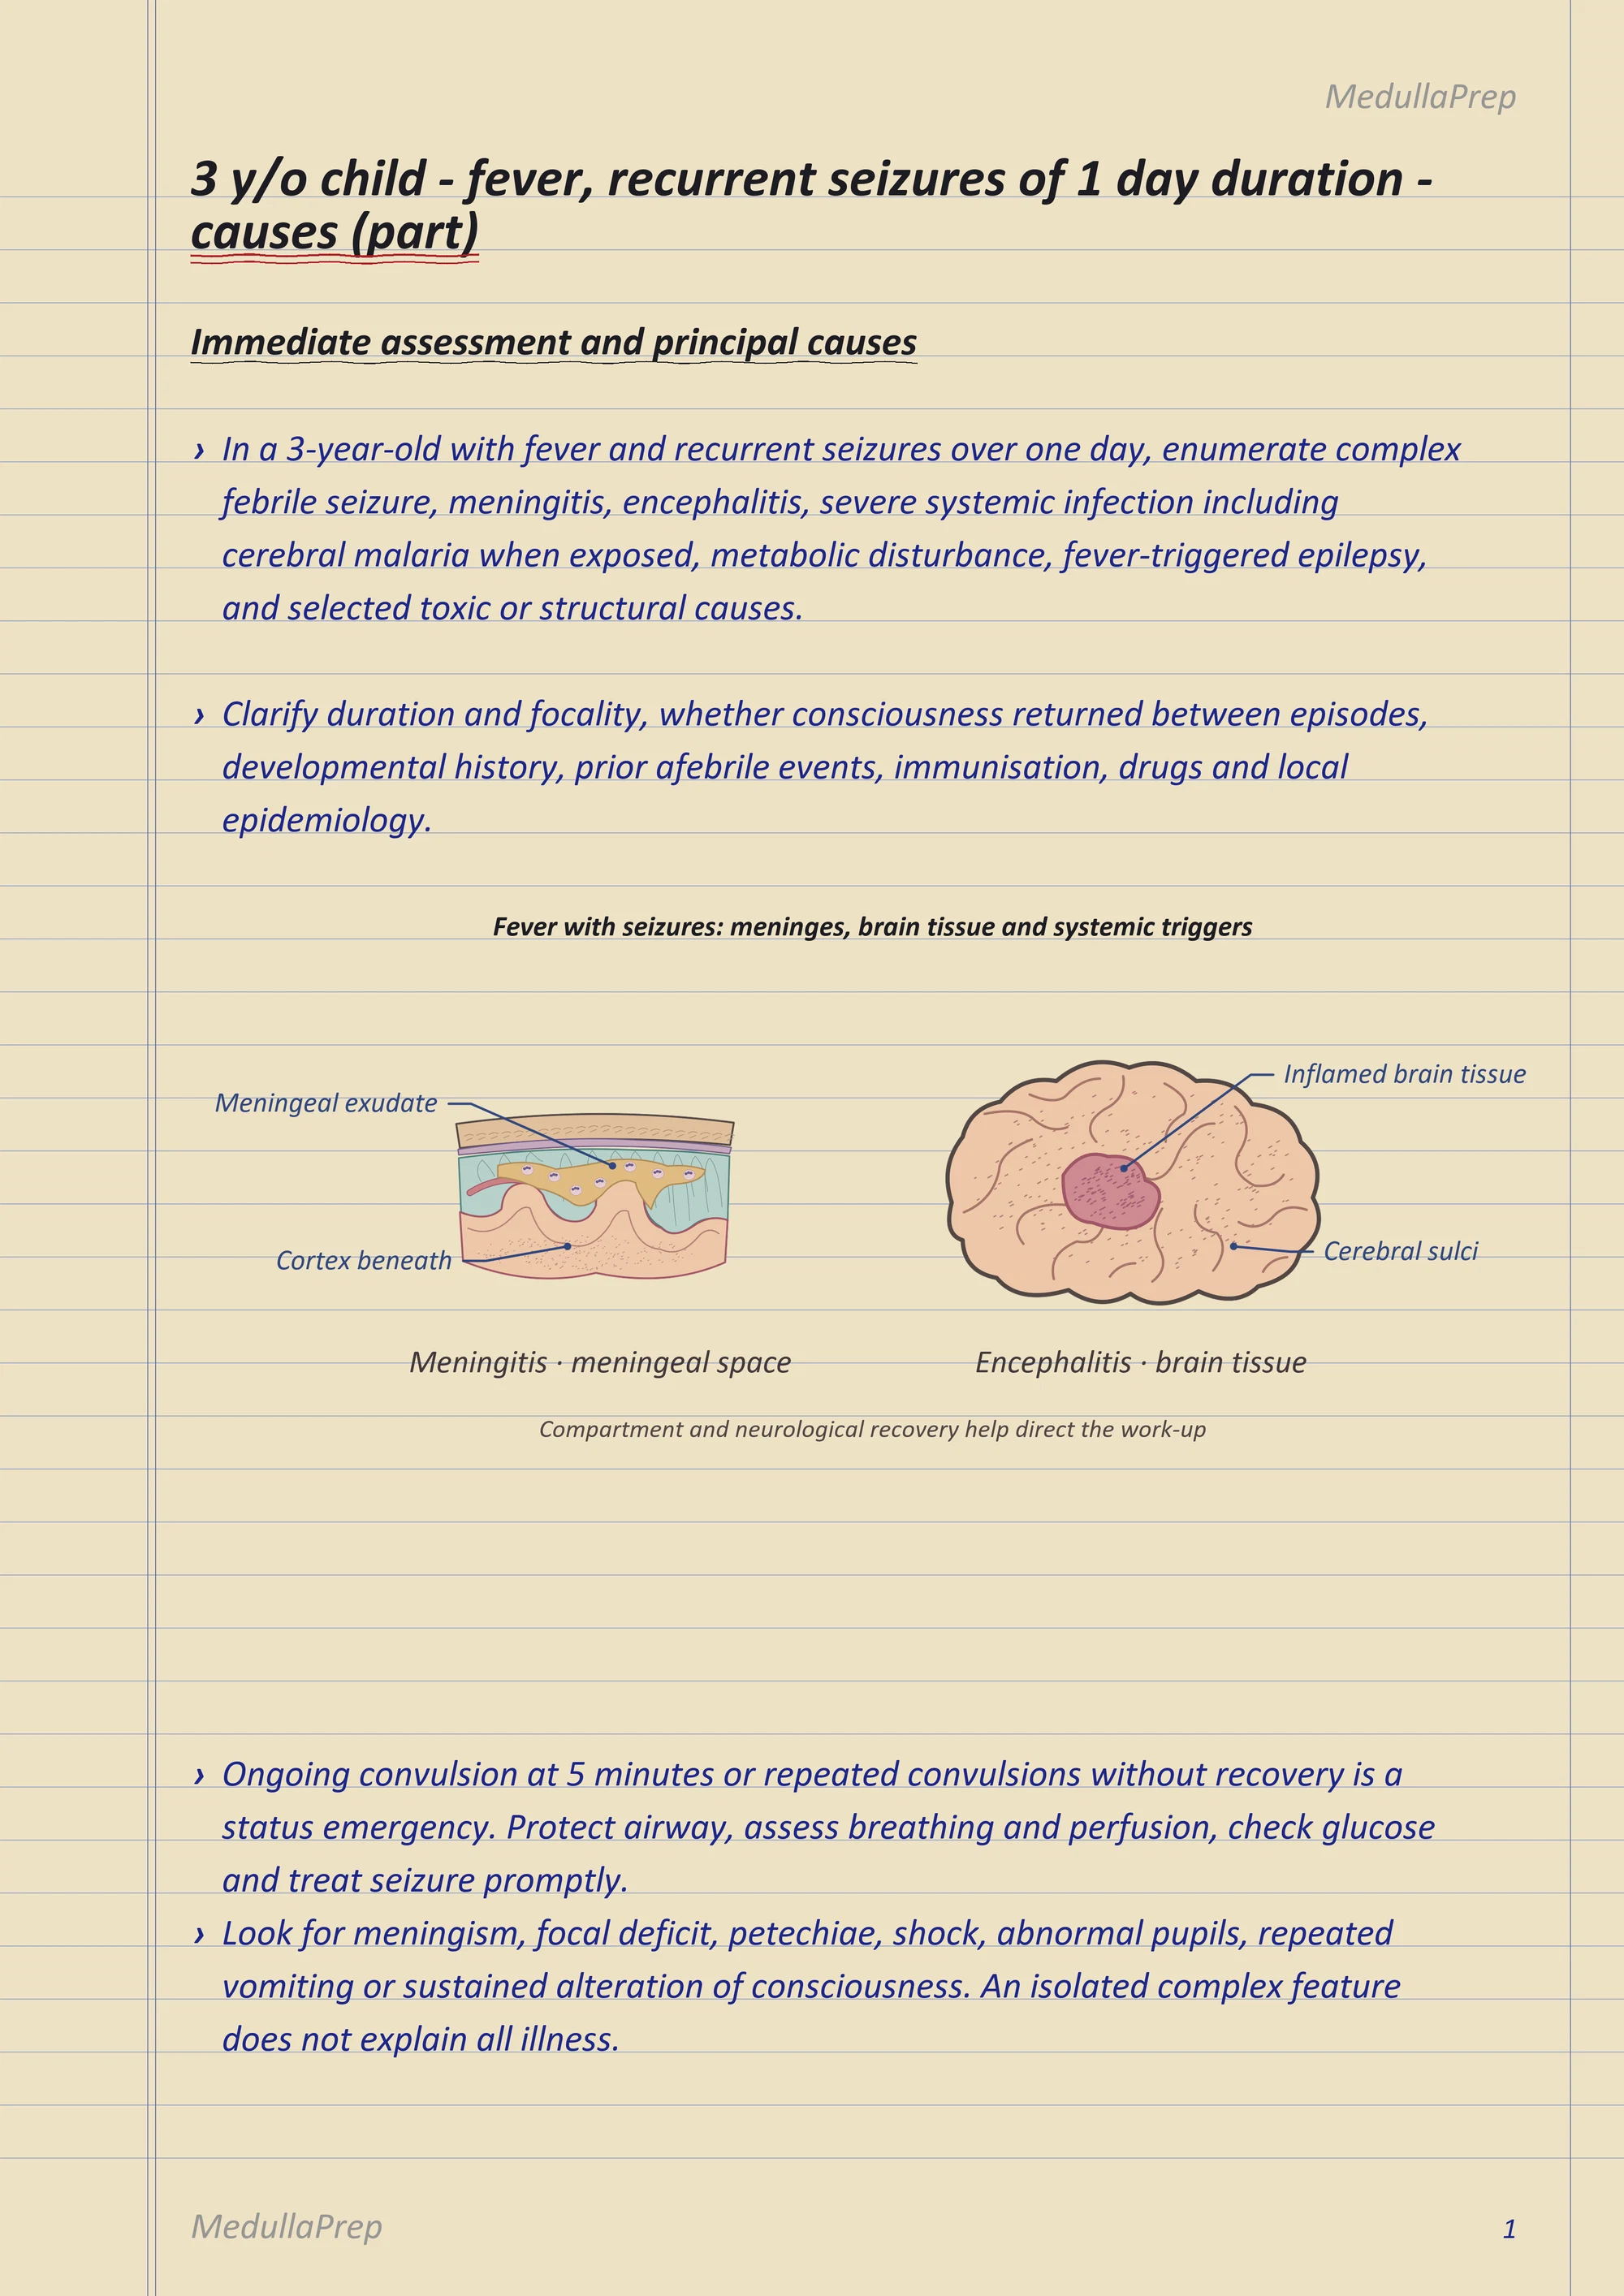 MedullaPrep
3 y/o child - fever, recurrent seizures of 1 day duration -
causes (part)
Immediate assessment and principal causes
› In a 3-year-old with fever and recurrent seizures over one day, enumerate complex
febrile seizure, meningitis, encephalitis, severe systemic infection including
cerebral malaria when exposed, metabolic disturbance, fever-triggered epilepsy,
and selected toxic or structural causes.
› Clarify duration and focality, whether consciousness returned between episodes,
developmental history, prior afebrile events, immunisation, drugs and local
epidemiology.
Fever with seizures: meninges, brain tissue and systemic triggers
Meningeal exudate
Cortex beneath
Inflamed brain tissue
Cerebral sulci
Meningitis · meningeal space
Encephalitis · brain tissue
Compartment and neurological recovery help direct the work-up
› Ongoing convulsion at 5 minutes or repeated convulsions without recovery is a
status emergency. Protect airway, assess breathing and perfusion, check glucose
and treat seizure promptly.
› Look for meningism, focal deficit, petechiae, shock, abnormal pupils, repeated
vomiting or sustained alteration of consciousness. An isolated complex feature
does not explain all illness.
MedullaPrep
1